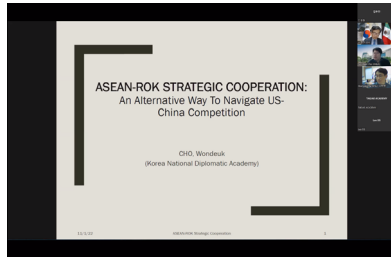 ASEAN-ROK STRATEGIC COOPERATION:
An Alternative Way To Navigate US-
China Competition
CHO, Wondeuk
(Korea National Diplomatic Academy)
ASEAN-ROK Strategic Cooperation
1